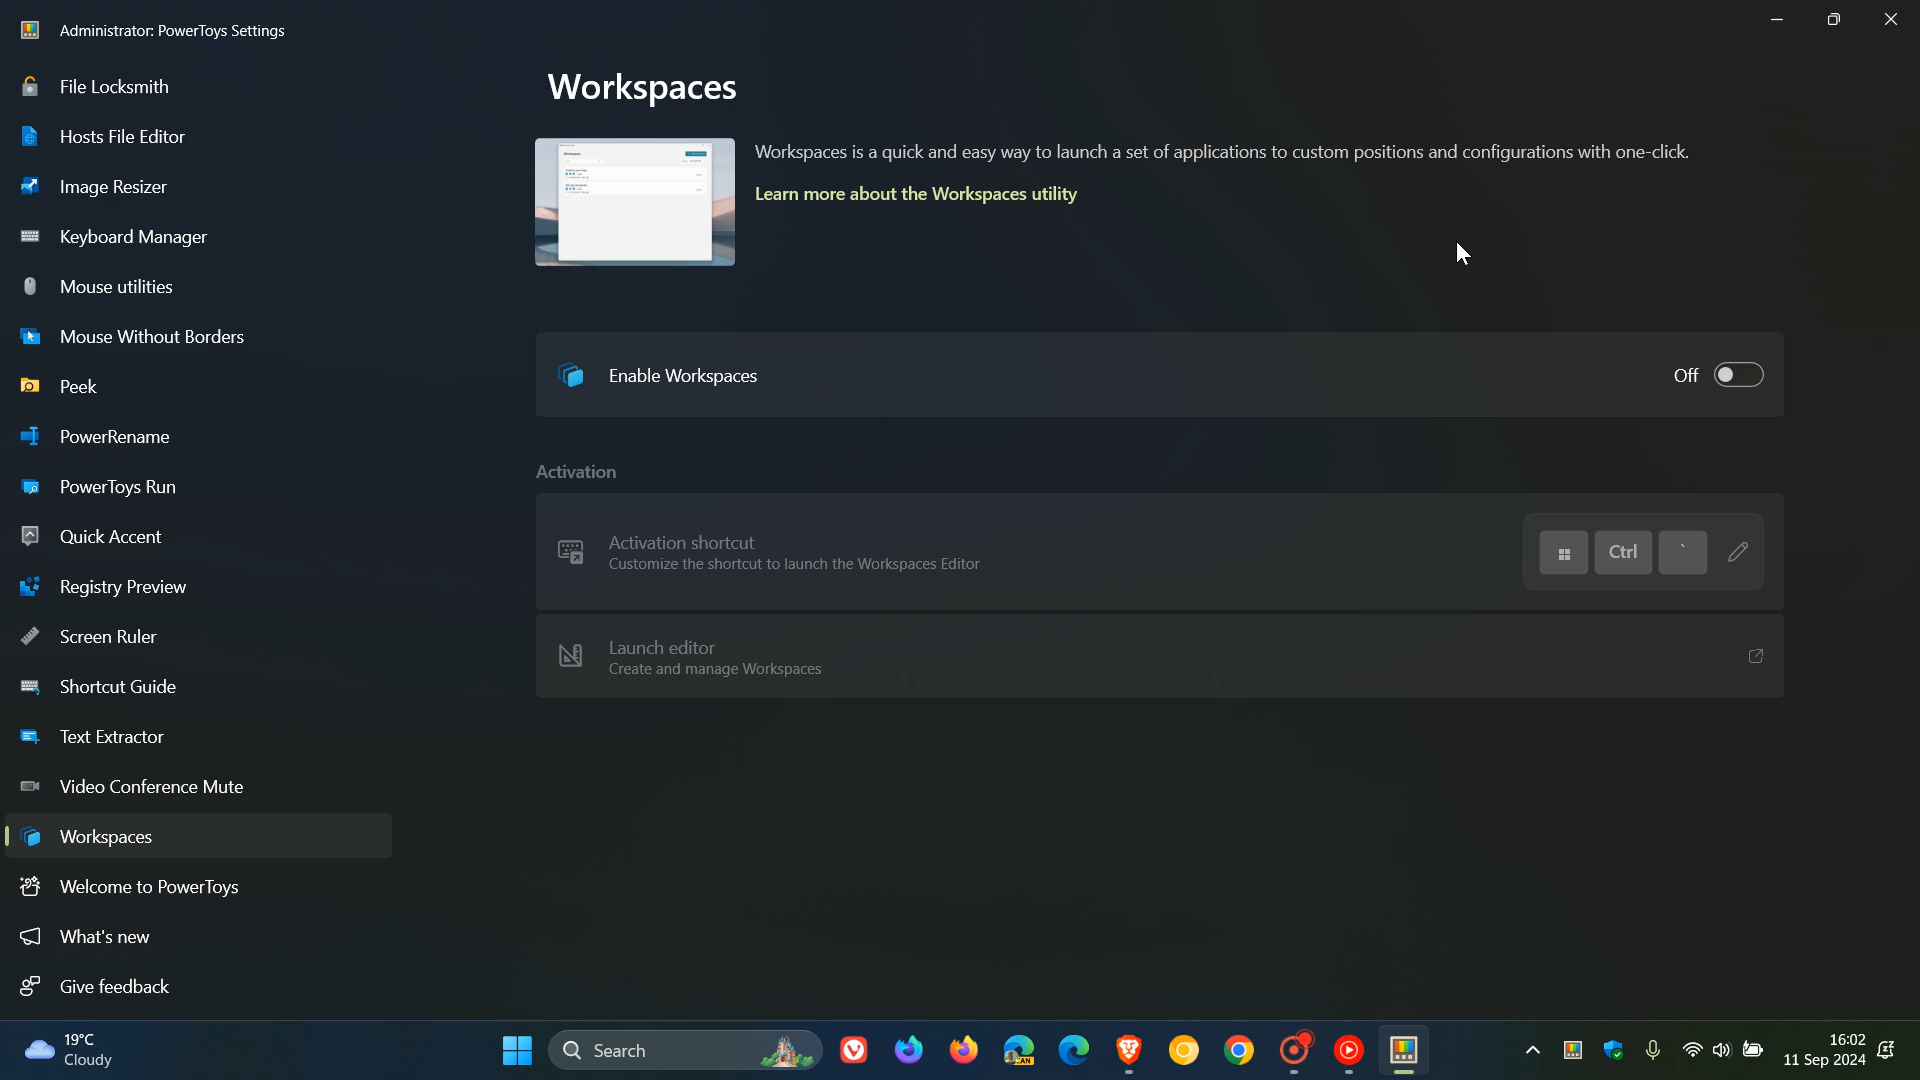 Administrator: PowerToys Settings
File Locksmith
Hosts File Editor
Image Resizer
Keyboard Manager
Mouse utilities
Mouse Without Borders
Peek
PowerRename
PowerToys Run
Quick Accent
Registry Preview
Screen Ruler
Shortcut Guide
Text Extractor
Video Conference Mute
Workspaces
Welcome to PowerToys
What's new
Give feedback
Workspaces
Workspaces is a quick and easy way to launch a set of applications to custom positions and configurations with one-click.
Learn more about the Workspaces utility
Enable Workspaces
Off
Activation
Activation shortcut
Customize the shortcut to launch the Workspaces Editor
Ctrl
`
Launch editor
Create and manage Workspaces
19°C
Cloudy
Search
CAN
16:02
11 Sep 2024